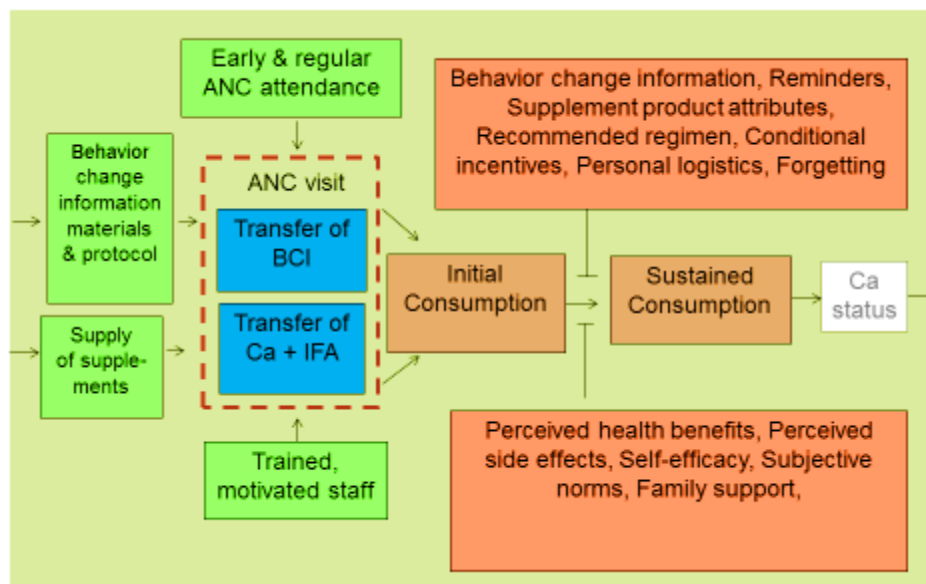 Early & regular
ANC attendance
Behavior change information, Reminders,
Supplement product attributes,
Recommended regimen, Conditional
incentives, Personal logistics, Forgetting
Behavior
change
information
materials
& protocol
ANC visit
Transfer of
BCI
Initial
Consumption
Sustained
Consumption
Ca
status
Supply
of supple-
ments
Transfer of
Ca + IFA
Trained,
motivated staff
Perceived health benefits, Perceived
side effects, Self-efficacy, Subjective
norms, Family support,